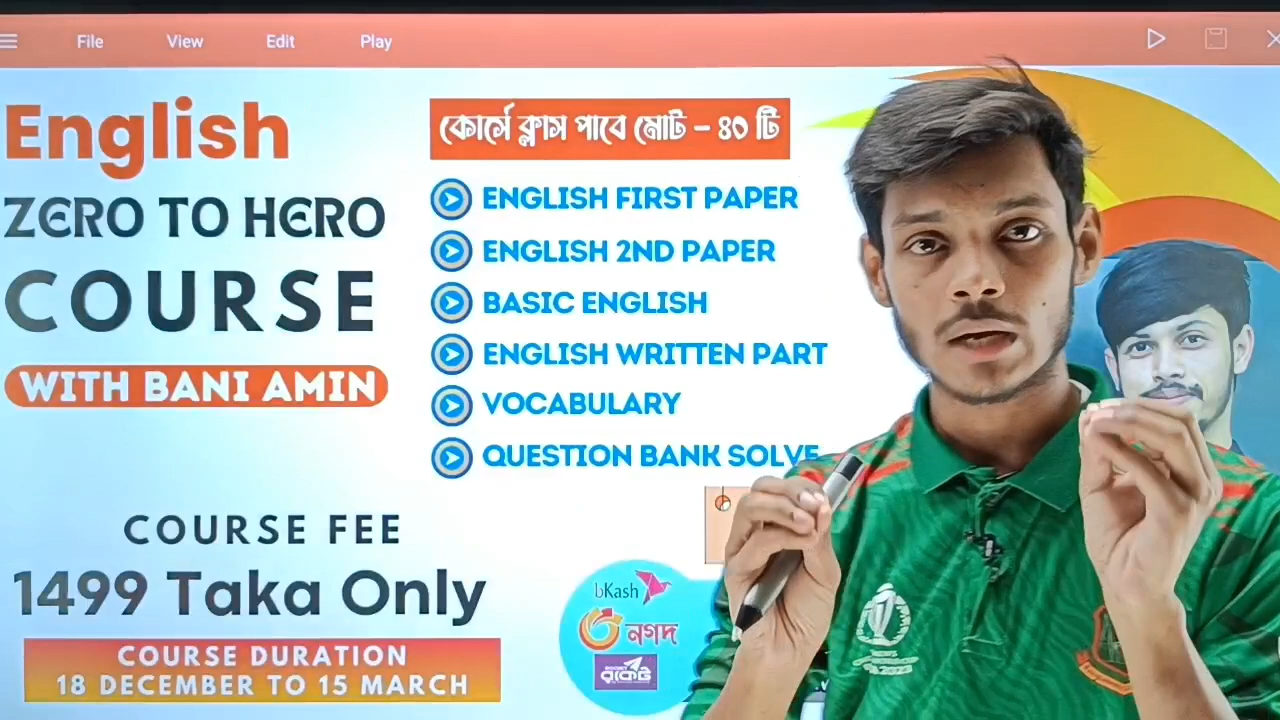 File View Edit Play
English
ZERO TO HERO
COURSE
WITH BANI AMIN
কোর্সে ক্লাস পাবে মোট – ৪০ টি
ENGLISH FIRST PAPER
ENGLISH 2ND PAPER
BASIC ENGLISH
ENGLISH WRITTEN PART
VOCABULARY
QUESTION BANK SOLVE
COURSE FEE
1499 Taka Only
COURSE DURATION
18 DECEMBER TO 15 MARCH
bKash
নগদ
রকেট